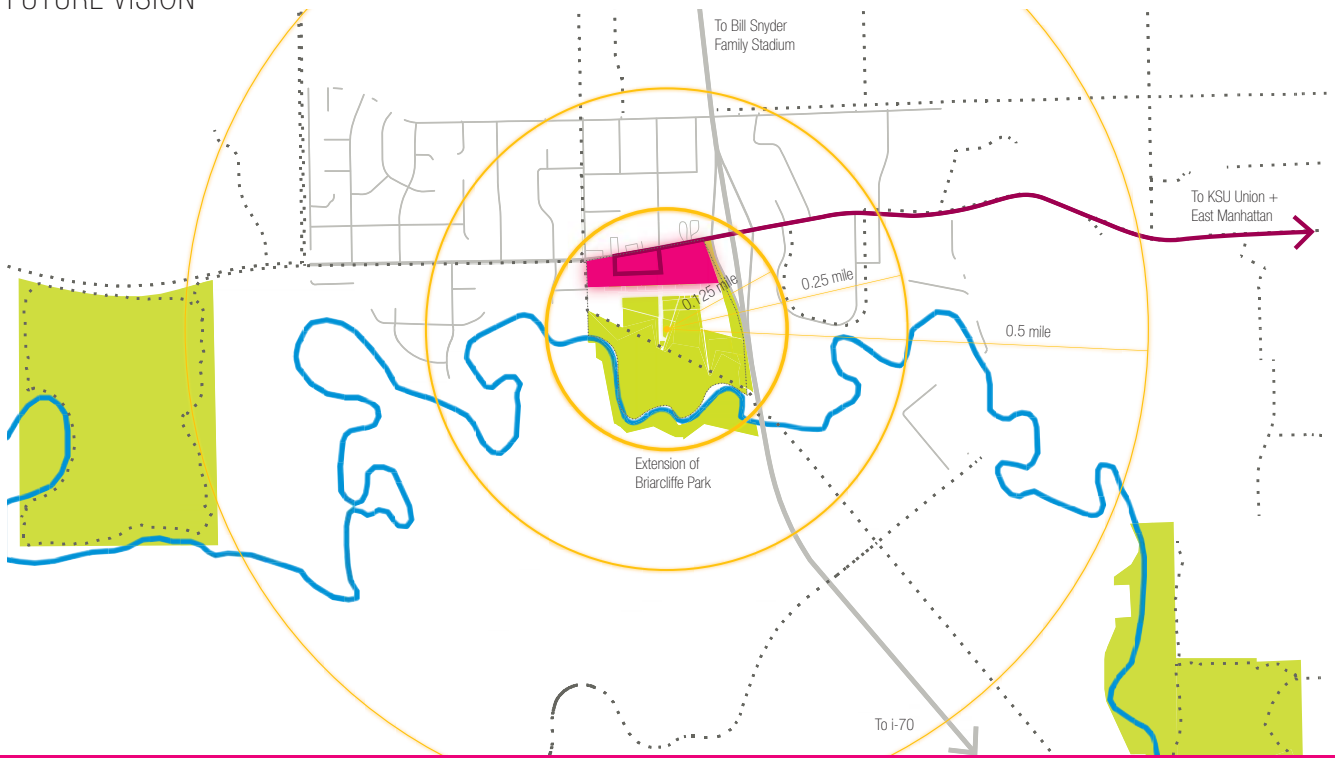 FUTURE VISION
To Bill Snyder
Family Stadium
To KSU Union +
East Manhattan
0.125 mile
0.25 mile
0.5 mile
Extension of
Briarcliffe Park
To i-70